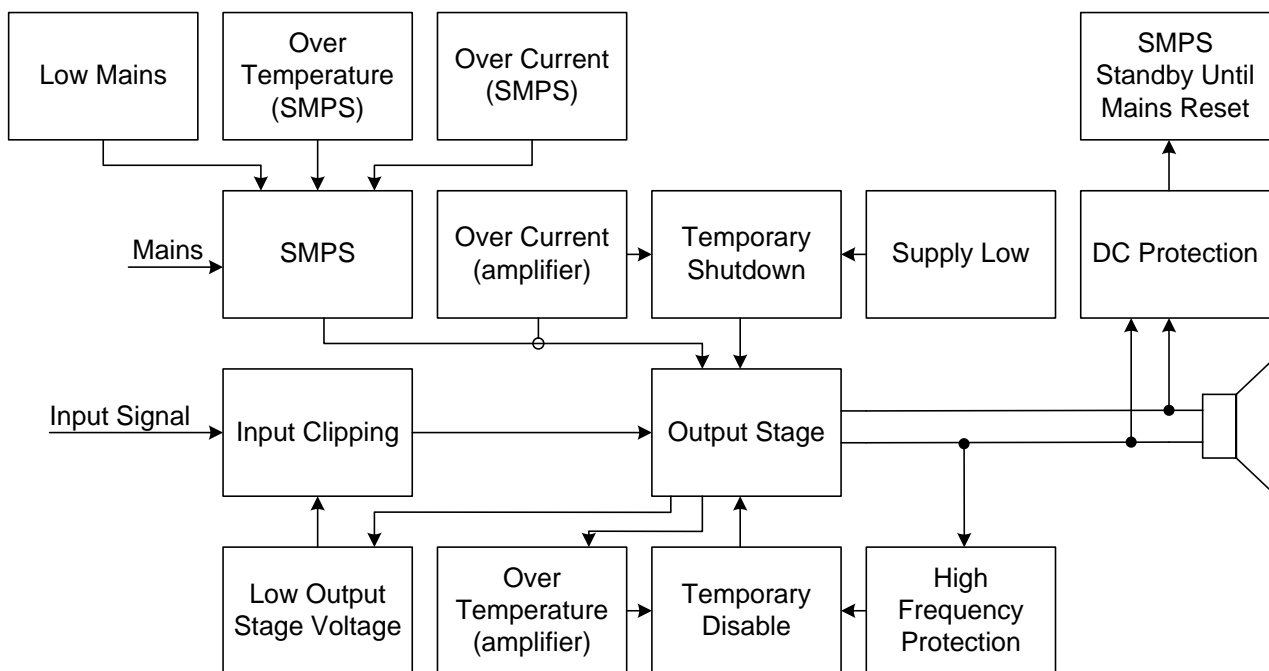 Low Mains
Over
Temperature
(SMPS)
Over Current
(SMPS)
SMPS
Standby Until
Mains Reset
Mains
SMPS
Over Current
(amplifier)
Temporary
Shutdown
Supply Low
DC Protection
Input Signal
Input Clipping
Output Stage
Low Output
Stage Voltage
Over
Temperature
(amplifier)
Temporary
Disable
High
Frequency
Protection